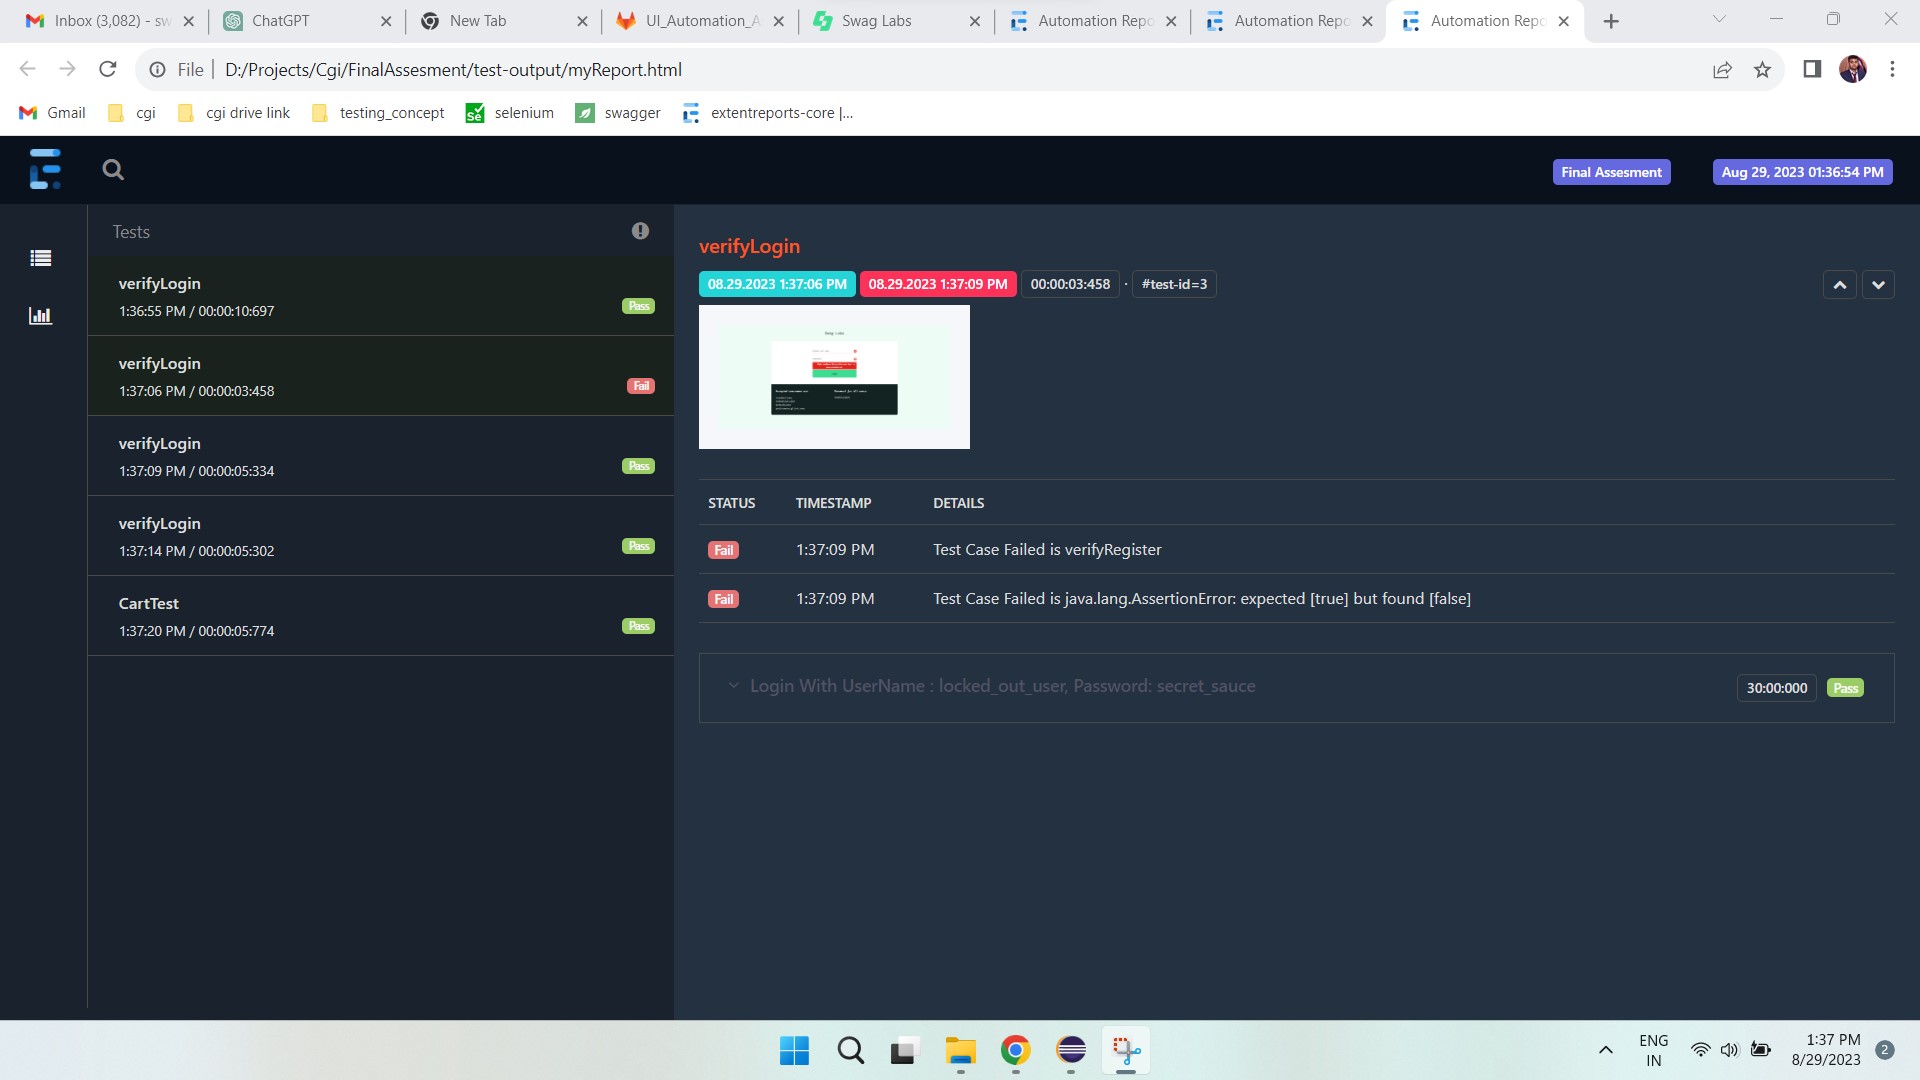 Inbox (3,082) - sw
ChatGPT
New Tab
UI_Automation_A
Swag Labs
Automation Repo
Automation Repo
Automation Repo
File
D:/Projects/Cgi/FinalAssesment/test-output/myReport.html
Gmail
cgi
cgi drive link
testing_concept
selenium
swagger
extentreports-core |...
Final Assesment
Aug 29, 2023 01:36:54 PM
Tests
verifyLogin
1:36:55 PM / 00:00:10:697
Pass
verifyLogin
1:37:06 PM / 00:00:03:458
Fail
verifyLogin
1:37:09 PM / 00:00:05:334
Pass
verifyLogin
1:37:14 PM / 00:00:05:302
Pass
CartTest
1:37:20 PM / 00:00:05:774
Pass
verifyLogin
08.29.2023 1:37:06 PM 08.29.2023 1:37:09 PM 00:00:03:458 · #test-id=3
Swag Labs
STATUS TIMESTAMP DETAILS
Fail 1:37:09 PM Test Case Failed is verifyRegister
Fail 1:37:09 PM Test Case Failed is java.lang.AssertionError: expected [true] but found [false]
Login With UserName : locked_out_user, Password: secret_sauce
30:00:000 Pass
ENG
IN
1:37 PM
8/29/2023
2